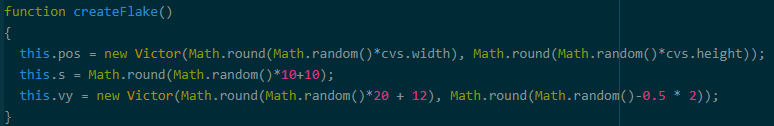 function createFlake()
{
this.pos = new Victor(Math.round(Math.random()*cvs.width), Math.round(Math.random()*cvs.height));
this.s = Math.round(Math.random()*10+10);
this.vy = new Victor(Math.round(Math.random()*20 + 12), Math.round(Math.random()-0.5 * 2));
}